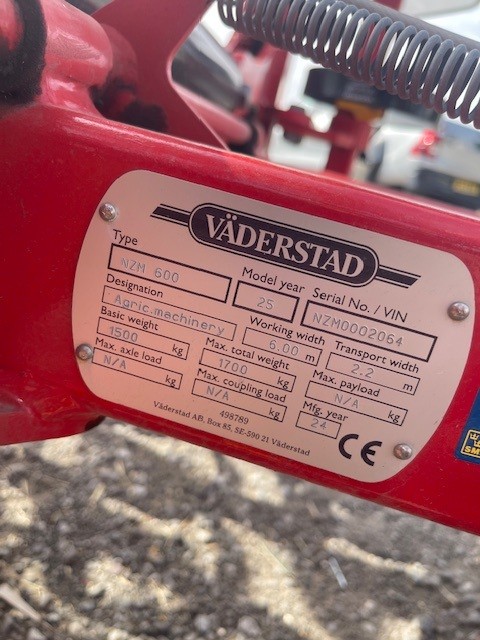 VÄDERSTAD
Type
NZM 600
Model year
25
Serial No. / VIN
NZM0002064
Designation
Agric.machinery
Working width
6.00 m
Transport width
2.2 m
Basic weight
1500 kg
Max. total weight
1700 kg
Max. payload
N/A kg
Max. axle load
N/A kg
Max. coupling load
N/A kg
Mfg. year
24
CE
498789
Väderstad AB, Box 85, SE-590 21 Väderstad